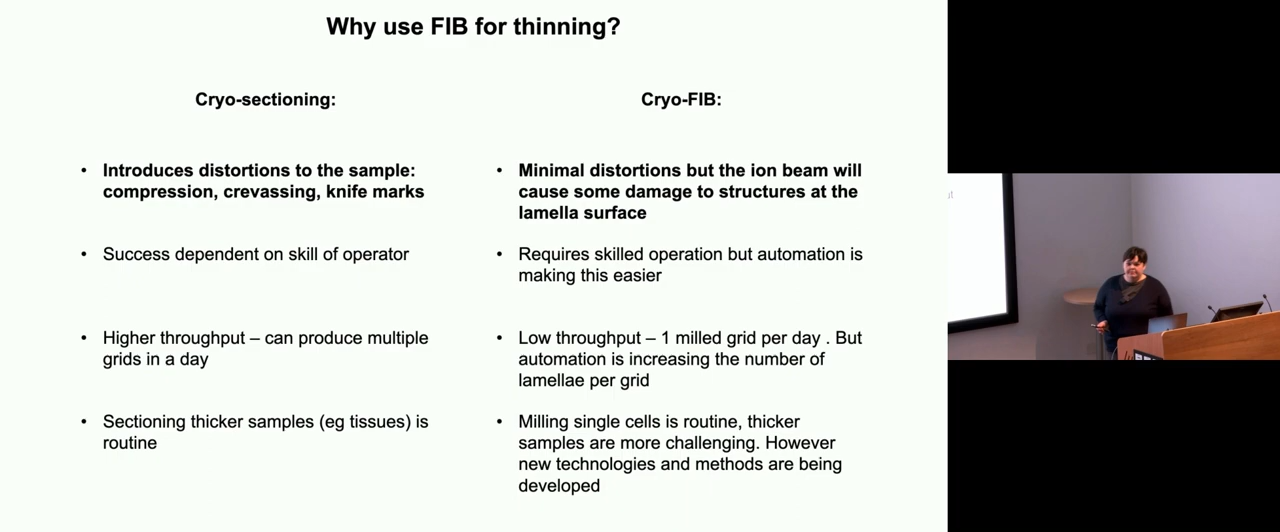 Why use FIB for thinning?
Cryo-sectioning:
• Introduces distortions to the sample:
compression, crevassing, knife marks
• Success dependent on skill of operator
• Higher throughput – can produce multiple
grids in a day
• Sectioning thicker samples (eg tissues) is
routine
Cryo-FIB:
• Minimal distortions but the ion beam will
cause some damage to structures at the
lamella surface
• Requires skilled operation but automation is
making this easier
• Low throughput – 1 milled grid per day . But
automation is increasing the number of
lamellae per grid
• Milling single cells is routine, thicker
samples are more challenging. However
new technologies and methods are being
developed